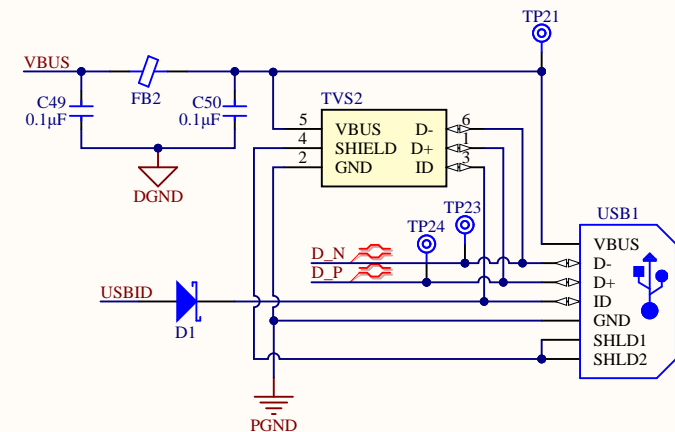 TP21
VBUS
C49
0.1µF
FB2
C50
0.1µF
DGND
TVS2
5 VBUS D- 6
4 SHIELD D+ 1
2 GND ID 3
TP23
TP24
USB1
D_N
D_P
VBUS
D-
D+
ID
GND
SHLD1
SHLD2
USBID
D1
PGND